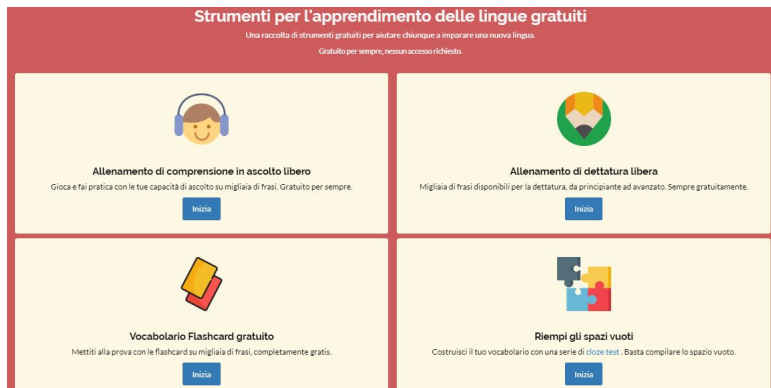 Strumenti per l'apprendimento delle lingue gratuiti
Una raccolta di strumenti gratuiti per aiutare chiunque a imparare una nuova lingua.
Gratuito per sempre, nessun accesso richiesto.
Allenamento di comprensione in ascolto libero
Gioca e fai pratica con le tue capacità di ascolto su migliaia di frasi. Gratuito per sempre.
Inizia
Allenamento di dettatura libera
Migliaia di frasi disponibili per la dettatura, da principiante ad avanzato. Sempre gratuitamente.
Inizia
Vocabolario Flashcard gratuito
Mettiti alla prova con le flashcard su migliaia di frasi, completamente gratis.
Inizia
Riempi gli spazi vuoti
Costruisci il tuo vocabolario con una serie di cloze test . Basta compilare lo spazio vuoto.
Inizia